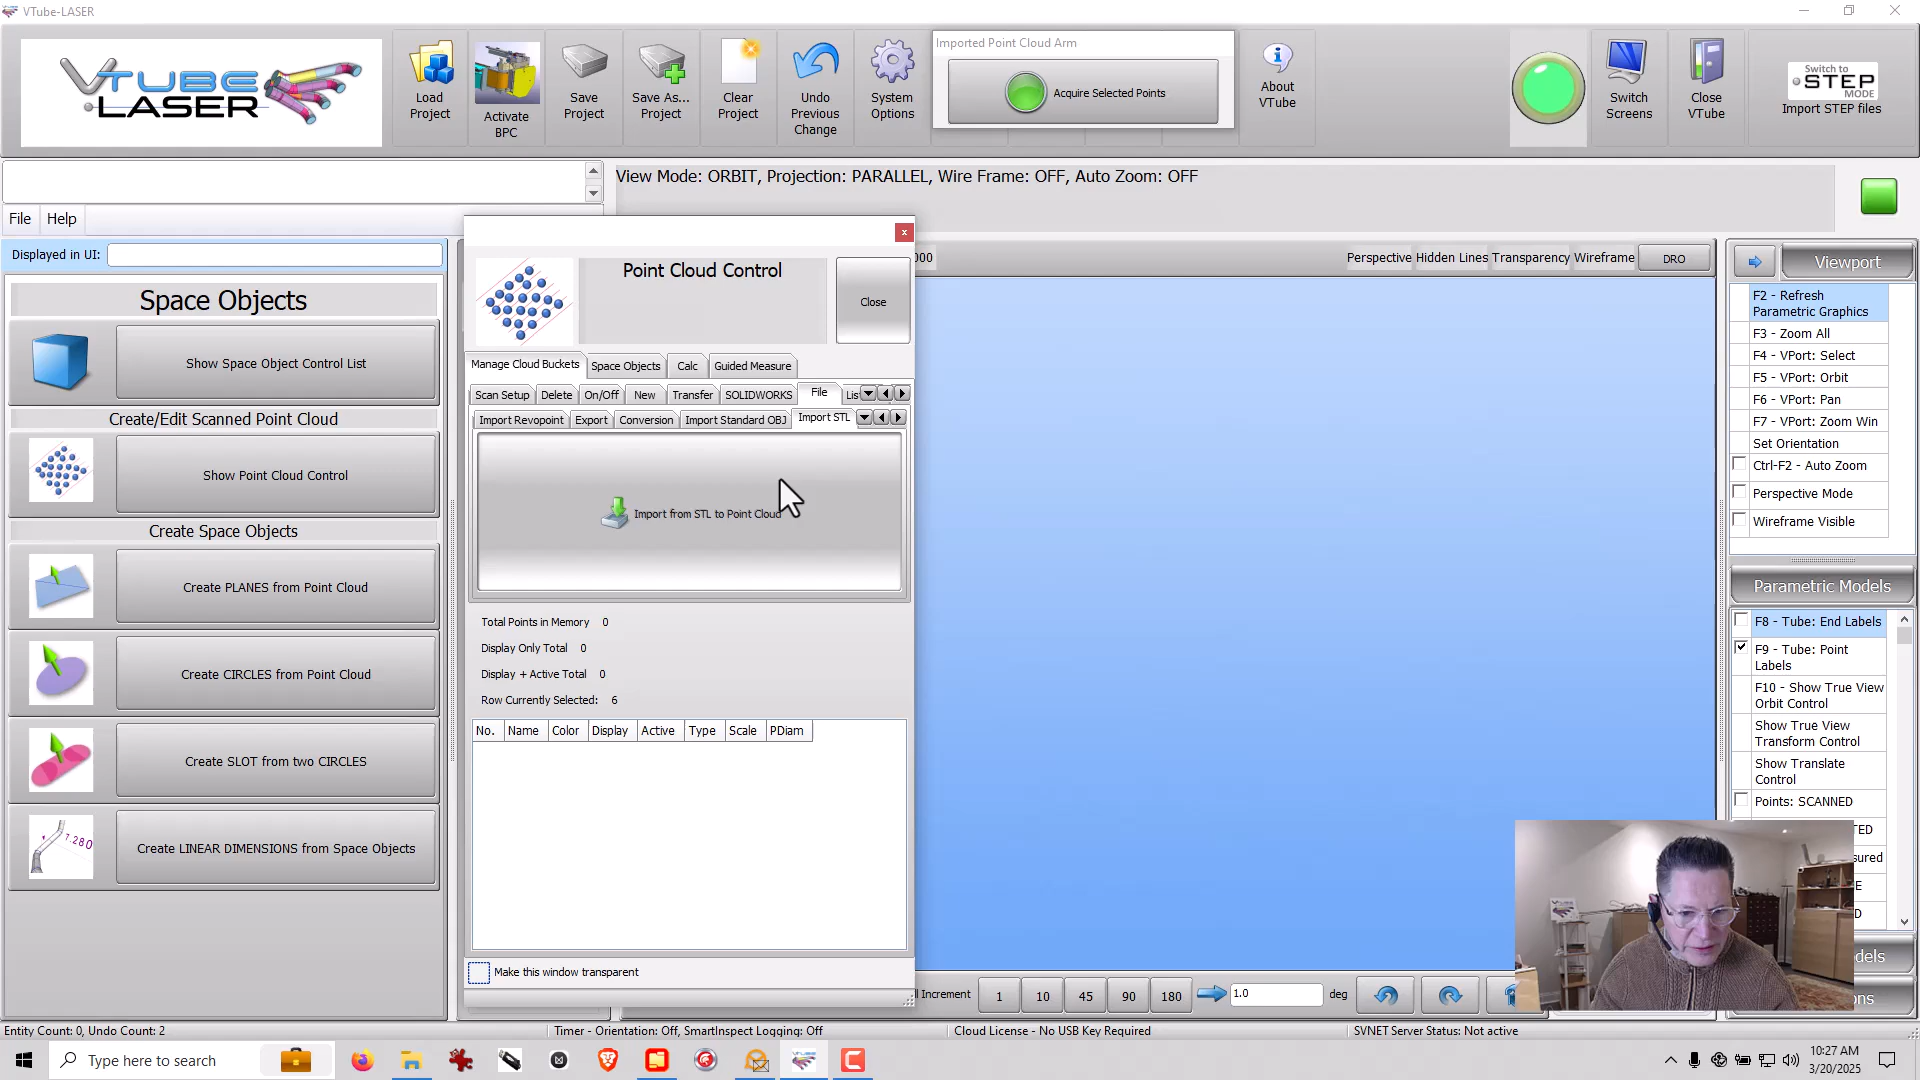 VTube-LASER
VTUBE
LASER
Load
Project
Activate
BPC
Save
Project
Save As...
Project
Clear
Project
Undo
Previous
Change
System
Options
Imported Point Cloud Arm
Acquire Selected Points
About
VTube
Switch
Screens
Close
VTube
Switch to
STEP
MODE
Import STEP files
View Mode: ORBIT, Projection: PARALLEL, Wire Frame: OFF, Auto Zoom: OFF
File Help
Displayed in UI:
Space Objects
Show Space Object Control List
Create/Edit Scanned Point Cloud
Show Point Cloud Control
Create Space Objects
Create PLANES from Point Cloud
Create CIRCLES from Point Cloud
Create SLOT from two CIRCLES
7.280
Create LINEAR DIMENSIONS from Space Objects
x
Point Cloud Control
Close
Manage Cloud Buckets Space Objects Calc Guided Measure
Scan Setup Delete On/Off New Transfer SOLIDWORKS File Lis
Import Revopoint Export Conversion Import Standard OBJ Import STL
Import from STL to Point Cloud
Total Points in Memory 0
Display Only Total 0
Display + Active Total 0
Row Currently Selected: 6
No. Name Color Display Active Type Scale PDiam
Make this window transparent
000
Perspective Hidden Lines Transparency Wireframe DRO
Viewport
F2 - Refresh
Parametric Graphics
F3 - Zoom All
F4 - VPort: Select
F5 - VPort: Orbit
F6 - VPort: Pan
F7 - VPort: Zoom Win
Set Orientation
Ctrl-F2 - Auto Zoom
Perspective Mode
Wireframe Visible
Parametric Models
F8 - Tube: End Labels
F9 - Tube: Point
Labels
F10 - Show True View
Orbit Control
Show True View
Transform Control
Show Translate
Control
Points: SCANNED
TED
sured
E
D
dels
ons
l Increment 1 10 45 90 180 1.0 deg
Entity Count: 0, Undo Count: 2
Timer - Orientation: Off, SmartInspect Logging: Off
Cloud License - No USB Key Required
SVNET Server Status: Not active
Type here to search
10:27 AM
3/20/2025